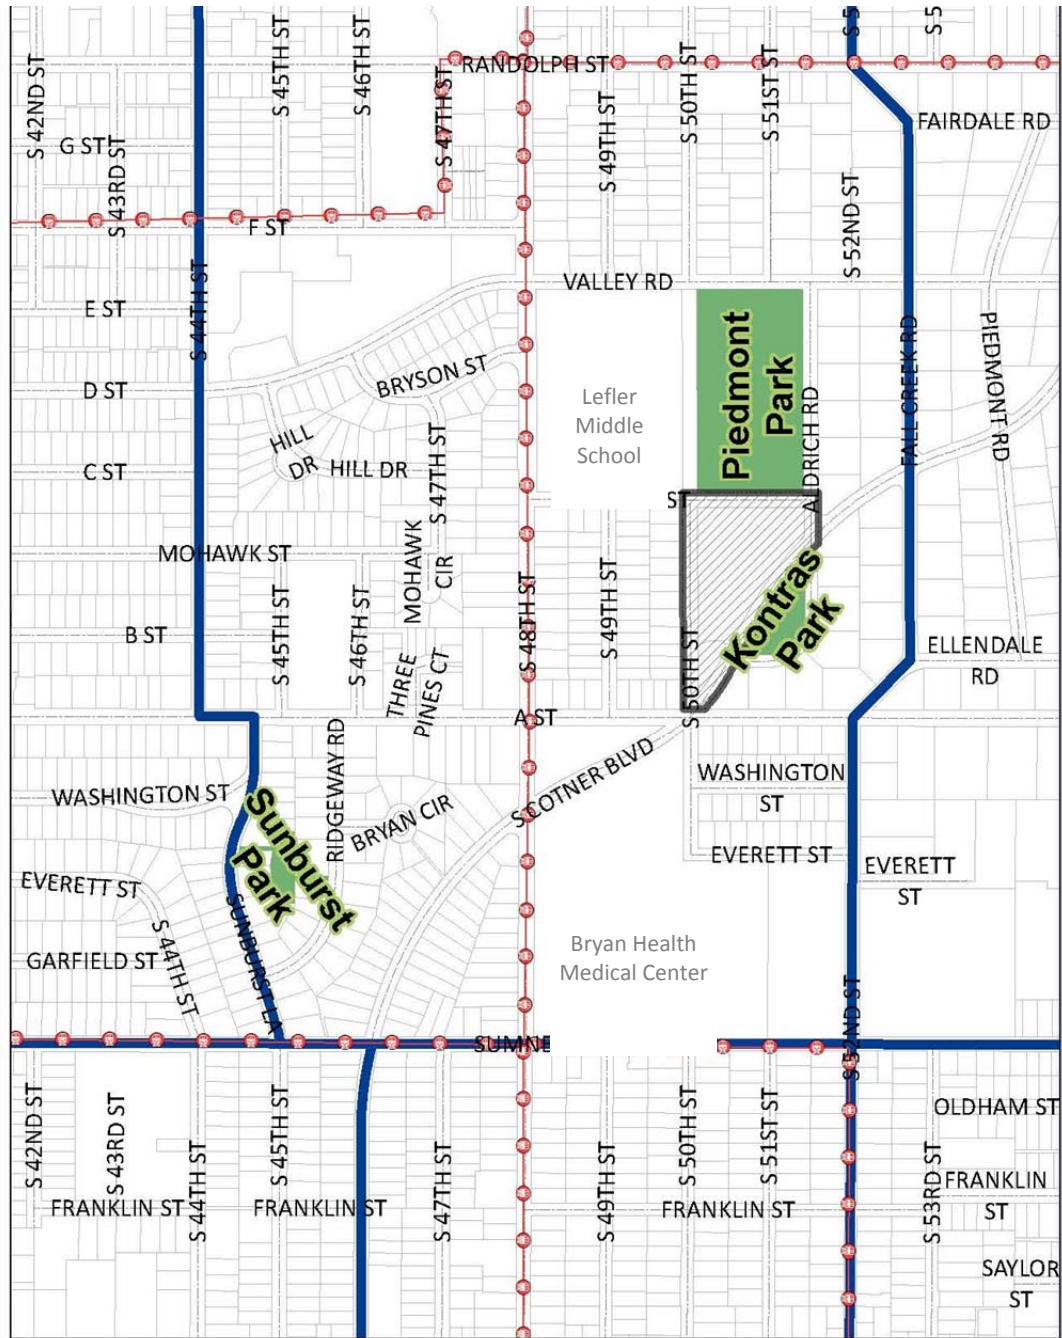 S 5
S 5
S 42ND ST
S 45TH ST
S 46TH ST
RANDOLPH ST
S 47TH ST
S 49TH ST
S 50TH ST
S 51ST ST
FAIRDALE RD
G ST
S 43RD ST
S 52ND ST
F ST
VALLEY RD
S 44TH ST
E ST
Piedmont
Park
FALL CREEK RD
PIEDMONT RD
D ST
BRYSON ST
Lefler
Middle
School
ALDRICH RD
HILL
DR
HILL DR
C ST
S 47TH ST
ST
MOHAWK ST
MOHAWK
CIR
S 48TH ST
S 49TH ST
Kontras
Park
B ST
S 45TH ST
S 46TH ST
THREE
PINES CT
S 50TH ST
ELLENDALE
RD
A ST
RIDGEWAY RD
S COTNER BLVD
WASHINGTON
ST
WASHINGTON ST
Sunburst
Park
BRYAN CIR
EVERETT ST
EVERETT
ST
EVERETT ST
S 44TH ST
SUNBURST LA
GARFIELD ST
Bryan Health
Medical Center
SUMNE
S 52ND ST
S 42ND ST
S 43RD ST
S 44TH ST
S 45TH ST
S 47TH ST
S 49TH ST
S 50TH ST
S 51ST ST
S 53RD ST
OLDHAM ST
FRANKLIN ST
FRANKLIN ST
FRANKLIN ST
FRANKLIN
ST
SAYLOR
ST